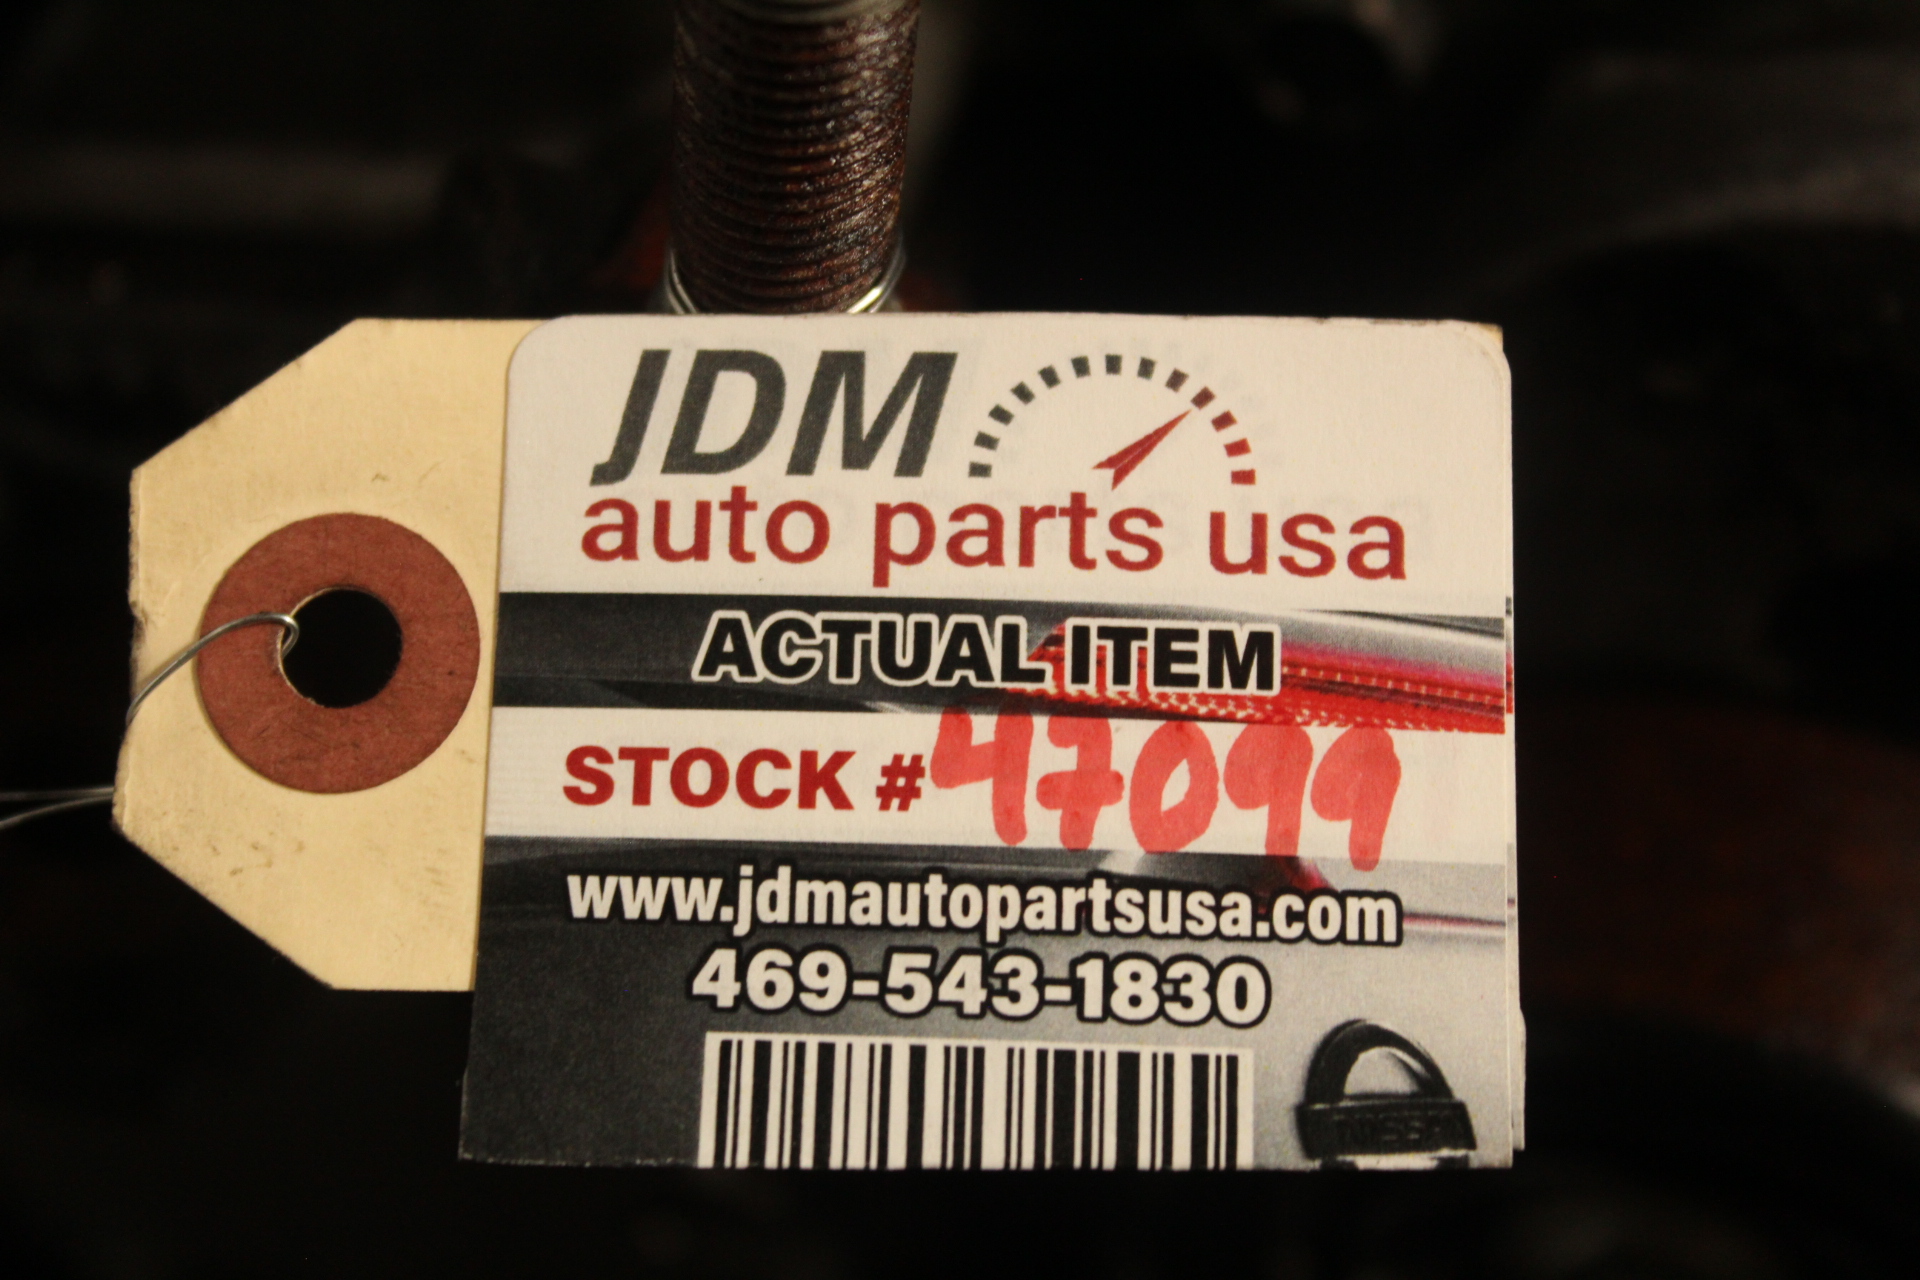 JDM
auto parts usa
ACTUAL ITEM
STOCK # 47099
www.jdmautopartsusa.com
469-543-1830